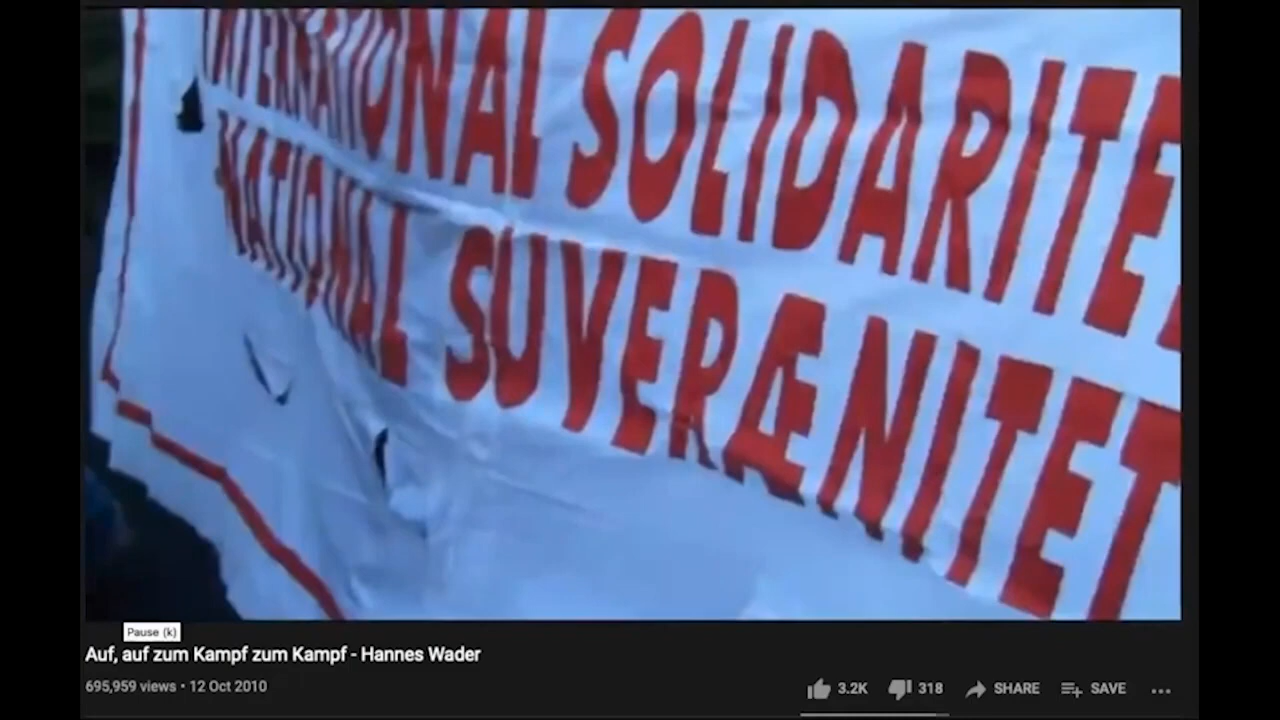 INTERNATIONAL SOLIDARITET
NATIONAL SUVERÆNITET
Pause (k)
Auf, auf zum Kampf zum Kampf - Hannes Wader
695,959 views • 12 Oct 2010
3.2K 318 SHARE SAVE